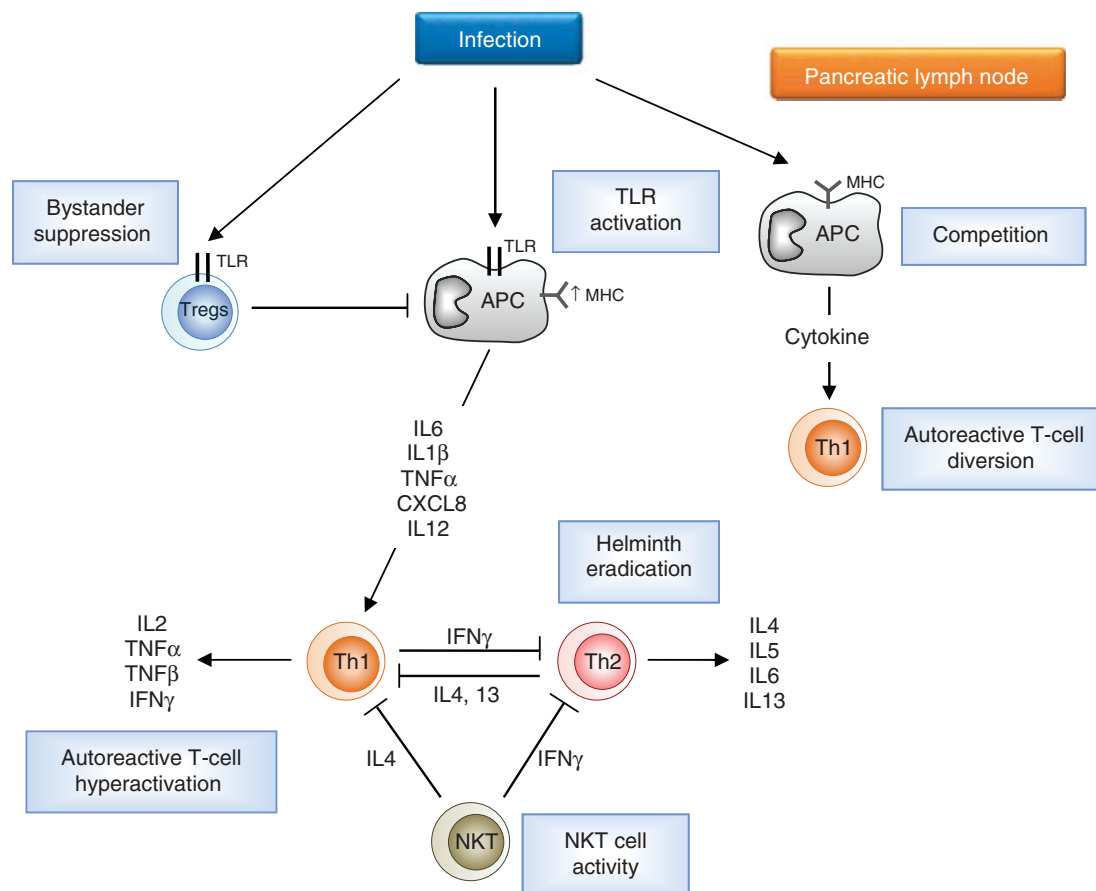 Infection
Pancreatic lymph node
Bystander
suppression
TLR
Tregs
TLR
activation
TLR
APC
↑ MHC
MHC
APC
Competition
Cytokine
Th1
Autoreactive T-cell
diversion
IL6
IL1β
TNFα
CXCL8
IL12
Helminth
eradication
IL2
TNFα
TNFβ
IFNγ
Th1
IFNγ
IL4, 13
Th2
IL4
IL5
IL6
IL13
Autoreactive T-cell
hyperactivation
IL4
IFNγ
NKT
NKT cell
activity